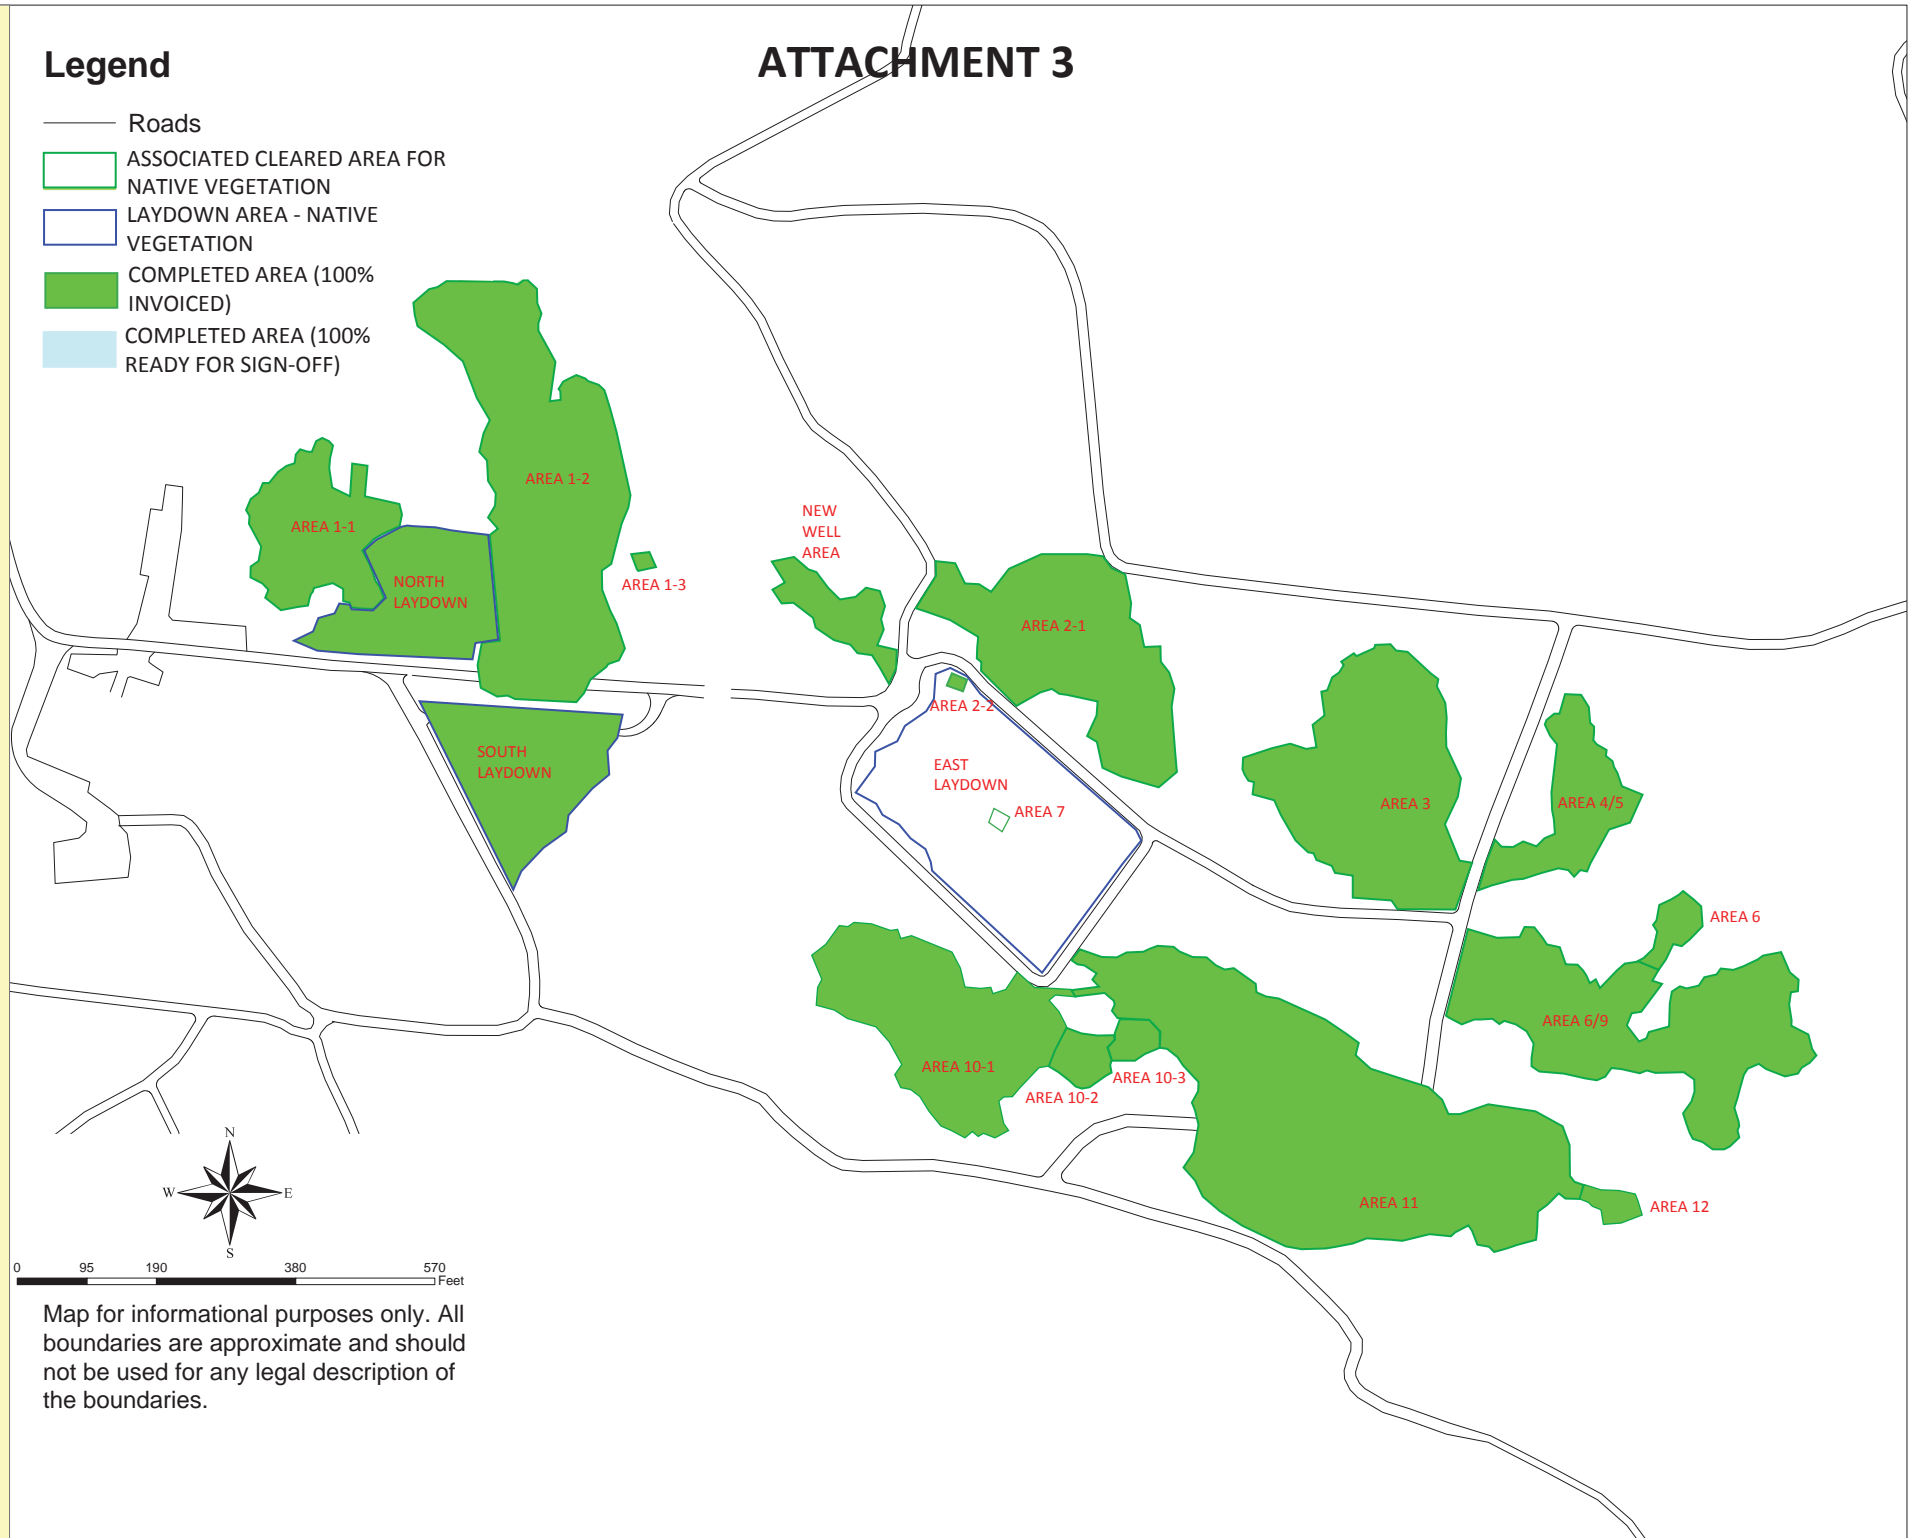 ATTACHMENT 3
Legend
Roads
ASSOCIATED CLEARED AREA FOR
NATIVE VEGETATION
LAYDOWN AREA - NATIVE
VEGETATION
COMPLETED AREA (100%
INVOICED)
COMPLETED AREA (100%
READY FOR SIGN-OFF)
AREA 1-2
AREA 1-1
NEW
WELL
AREA
NORTH
LAYDOWN
AREA 1-3
AREA 2-1
AREA 2-2
SOUTH
LAYDOWN
EAST
LAYDOWN
AREA 7
AREA 3
AREA 4/5
AREA 6
AREA 6/9
AREA 10-1
AREA 10-2
AREA 10-3
AREA 11
AREA 12
N
W E
S
0 95 190 380 570
Feet
Map for informational purposes only. All
boundaries are approximate and should
not be used for any legal description of
the boundaries.